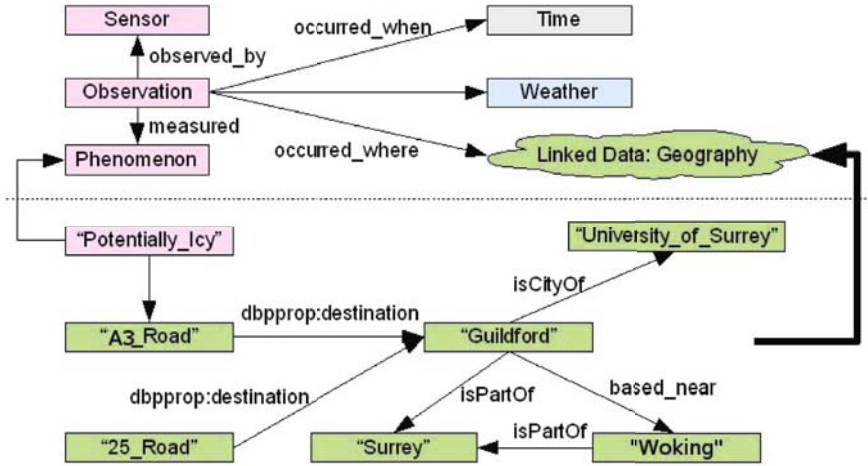 Sensor
occurred_when
Time
observed_by
Observation
Weather
measured
Phenomenon
occurred_where
Linked Data: Geography
“Potentially_Icy”
“University_of_Surrey”
isCityOf
dbpprop:destination
“A3_Road”
“Guildford”
dbpprop:destination
isPartOf
based_near
“25_Road”
“Surrey”
isPartOf
"Woking"